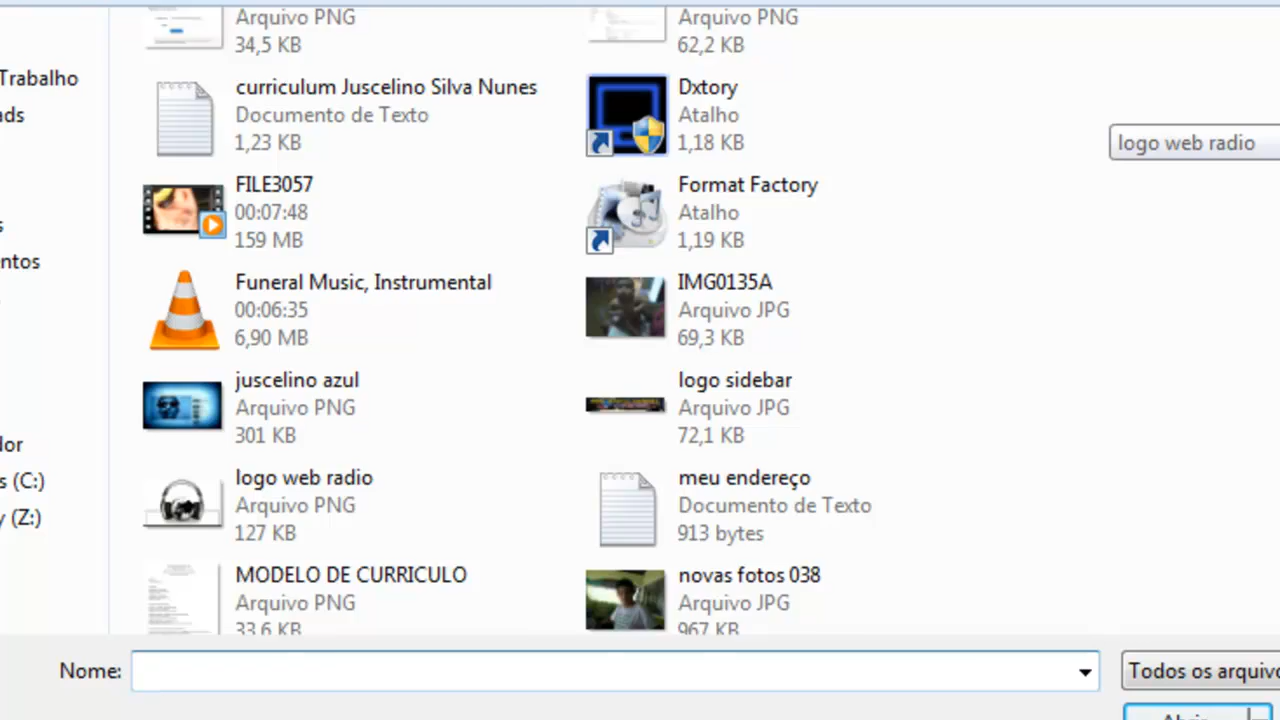 Arquivo PNG
34,5 KB
Arquivo PNG
62,2 KB
Trabalho
ads
s
ntos
dor
s (C:)
y (Z:)
curriculum Juscelino Silva Nunes
Documento de Texto
1,23 KB
Dxtory
Atalho
1,18 KB
logo web radio
FILE3057
00:07:48
159 MB
Format Factory
Atalho
1,19 KB
Funeral Music, Instrumental
00:06:35
6,90 MB
IMG0135A
Arquivo JPG
69,3 KB
juscelino azul
Arquivo PNG
301 KB
logo sidebar
Arquivo JPG
72,1 KB
logo web radio
Arquivo PNG
127 KB
meu endereço
Documento de Texto
913 bytes
MODELO DE CURRICULO
Arquivo PNG
33,6 KB
novas fotos 038
Arquivo JPG
967 KB
Nome:
Todos os arquivo
Abrir